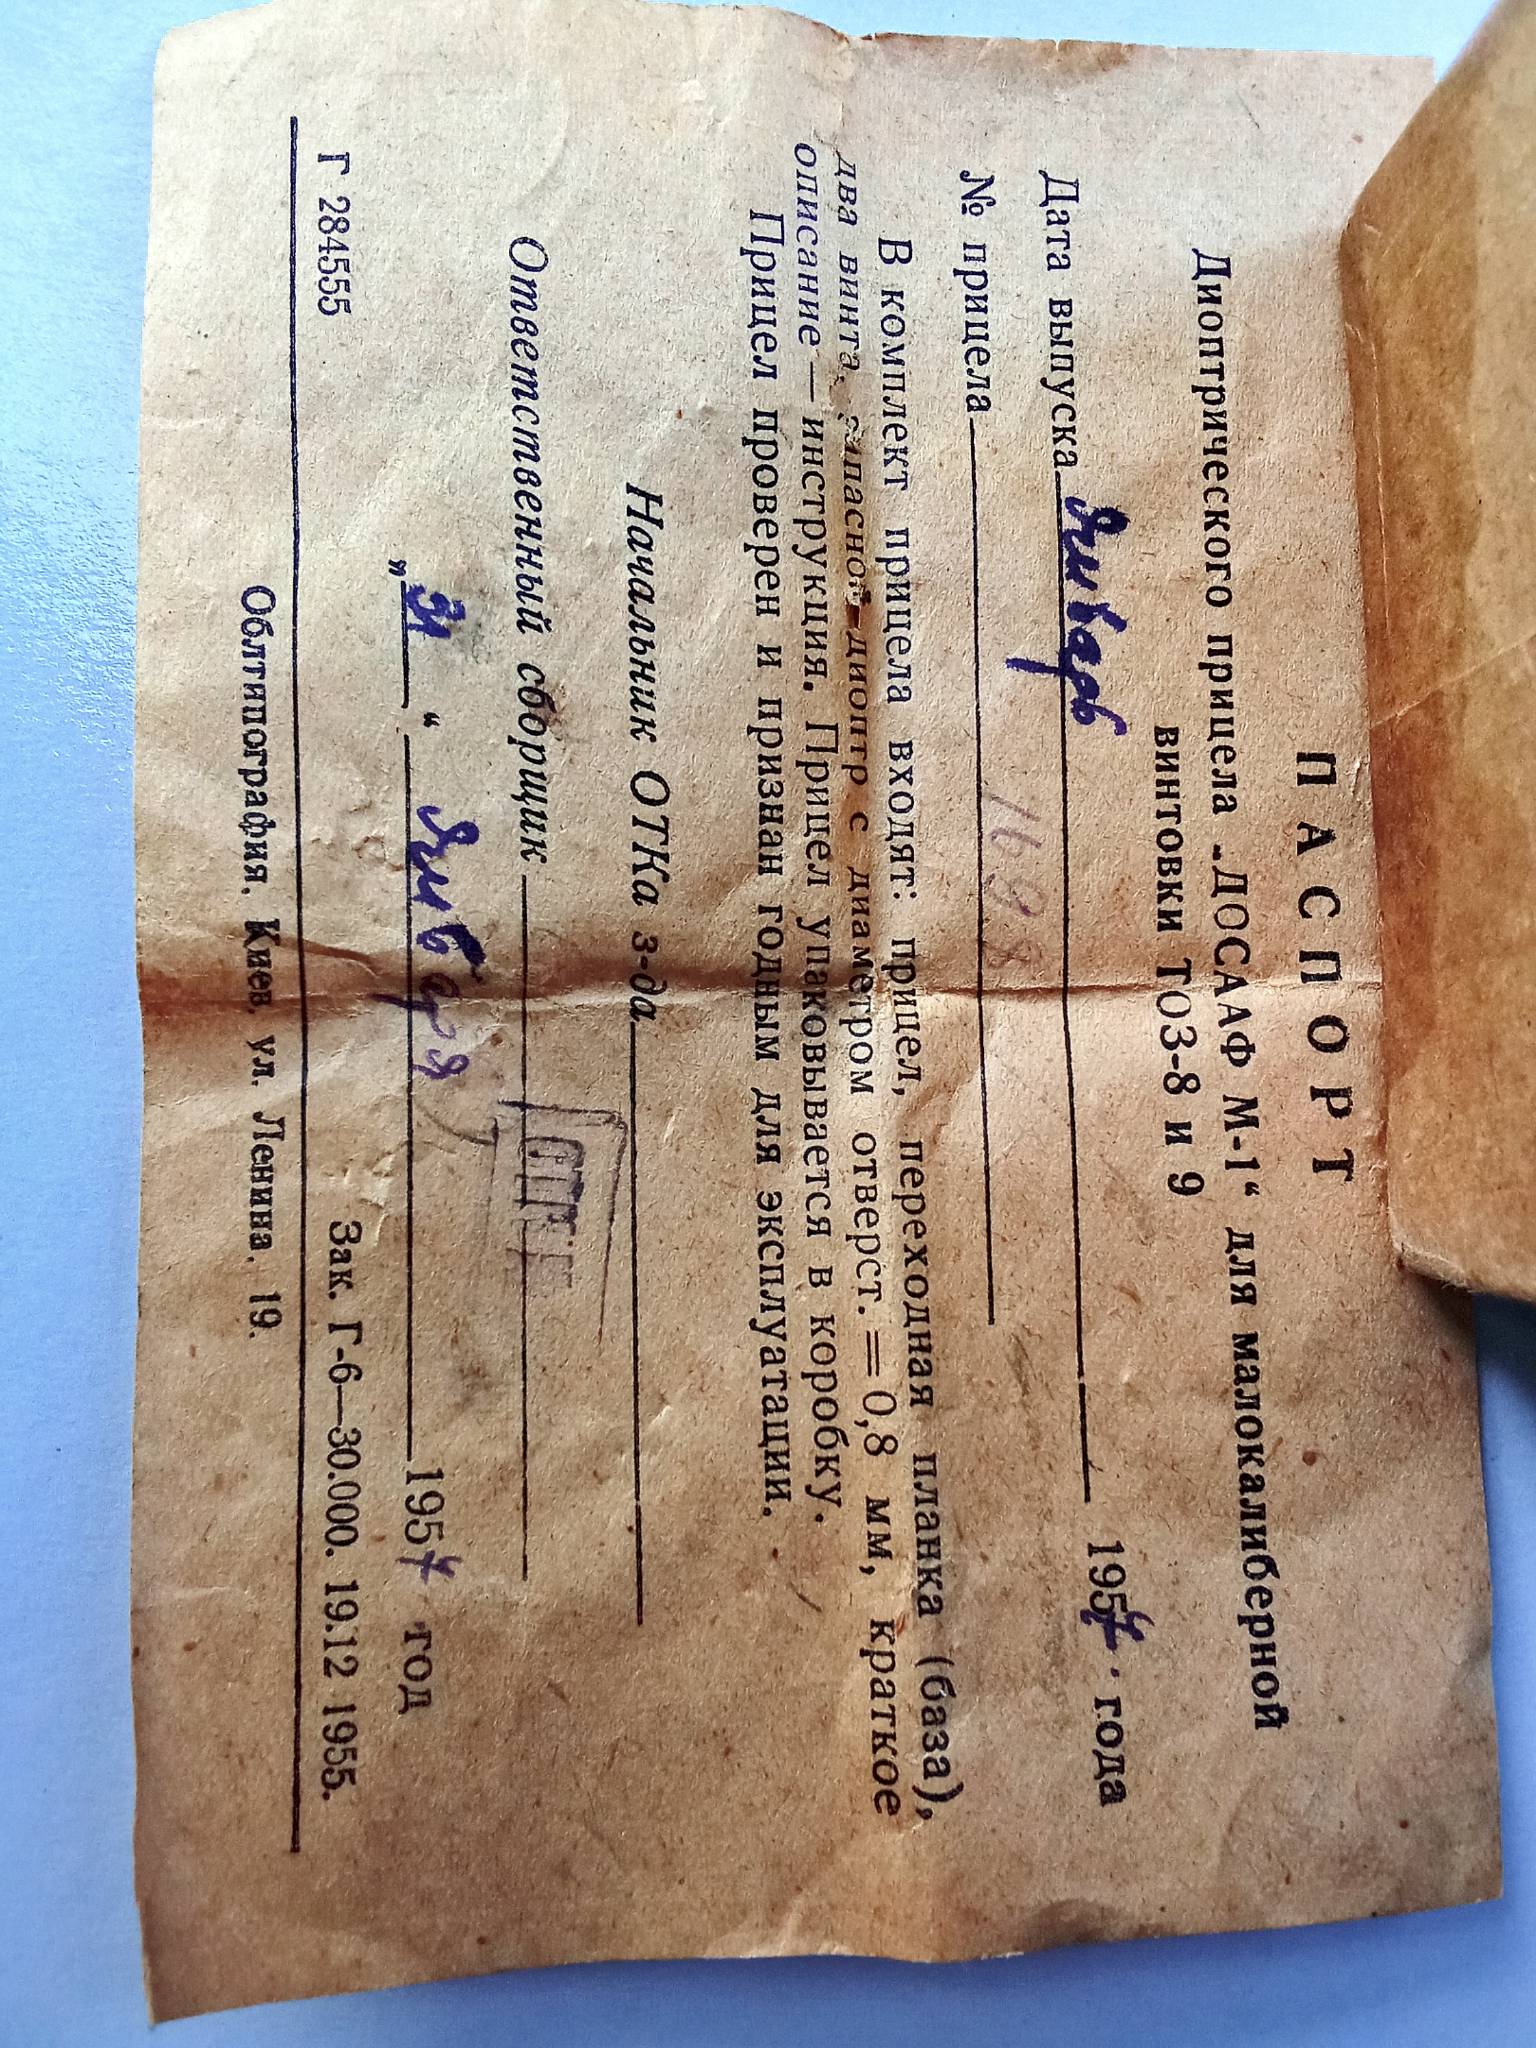 ПАСПОРТ
Диоптрического прицела „ДОСААФ М-1“ для малокалиберной
винтовки ТОЗ-8 и 9
Дата выпуска Январь 1957 · года
№ прицела 1698
В комплект прицела входят: прицел, переходная планка (база),
два винта, запасной диоптр с диаметром отверст. = 0,8 мм, краткое
описание — инструкция. Прицел упаковывается в коробку.
Прицел проверен и признан годным для эксплуатации.
Начальник ОТКа з-да
Ответственный сборщик
„31“ Января 1957 год
Г 284555 Зак. Г-6—30.000. 19.12 1955.
Облтипография, Киев, ул. Ленина, 19.